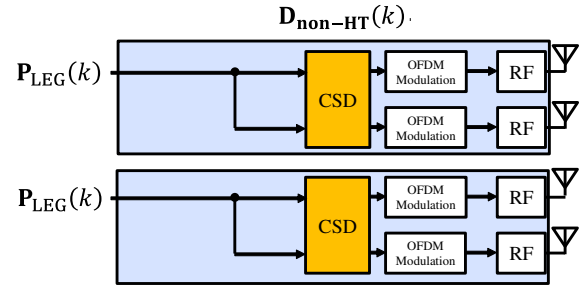 D_non-HT(k).
P_LEG(k)
CSD
OFDM
Modulation
RF
OFDM
Modulation
RF
P_LEG(k)
CSD
OFDM
Modulation
RF
OFDM
Modulation
RF